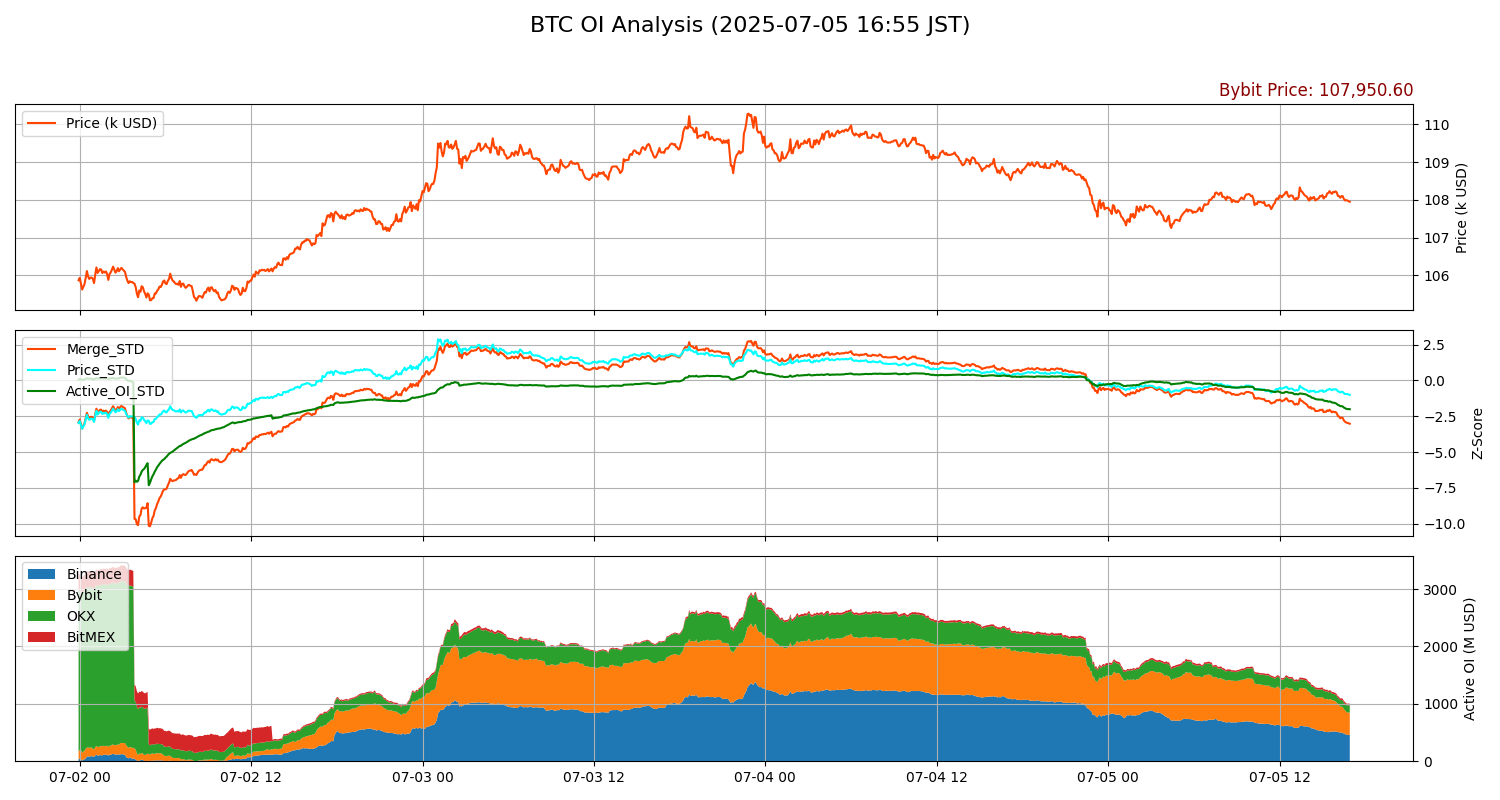 BTC OI Analysis (2025-07-05 16:55 JST)
Bybit Price: 107,950.60
Price (k USD)
110
109
108
107
106
Price (k USD)
Merge_STD
Price_STD
Active_OI_STD
2.5
0.0
−2.5
−5.0
−7.5
−10.0
Z-Score
Binance
Bybit
OKX
BitMEX
3000
2000
1000
0
Active OI (M USD)
07-02 00
07-02 12
07-03 00
07-03 12
07-04 00
07-04 12
07-05 00
07-05 12